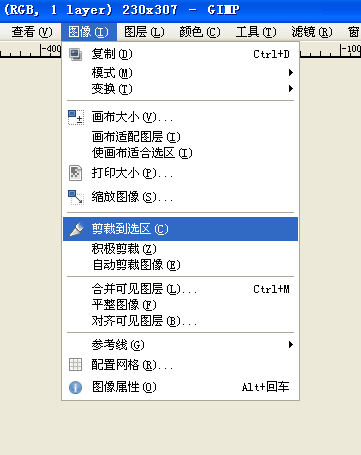 (RGB, 1 layer) 230x307 - GIMP
查看(V) 图像(I) 图层(L) 颜色(C) 工具(T) 滤镜(R) 窗
-400 -100
复制(D) Ctrl+D
模式(M)
变换(T)
画布大小(V)...
画布适配图层(I)
使画布适合选区(I)
打印大小(P)...
缩放图像(S)...
剪裁到选区(C)
积极剪裁(Z)
自动剪裁图像(E)
合并可见图层(L)... Ctrl+M
平整图像(F)
对齐可见图层(B)...
参考线(G)
配置网格(R)...
图像属性(O) Alt+回车